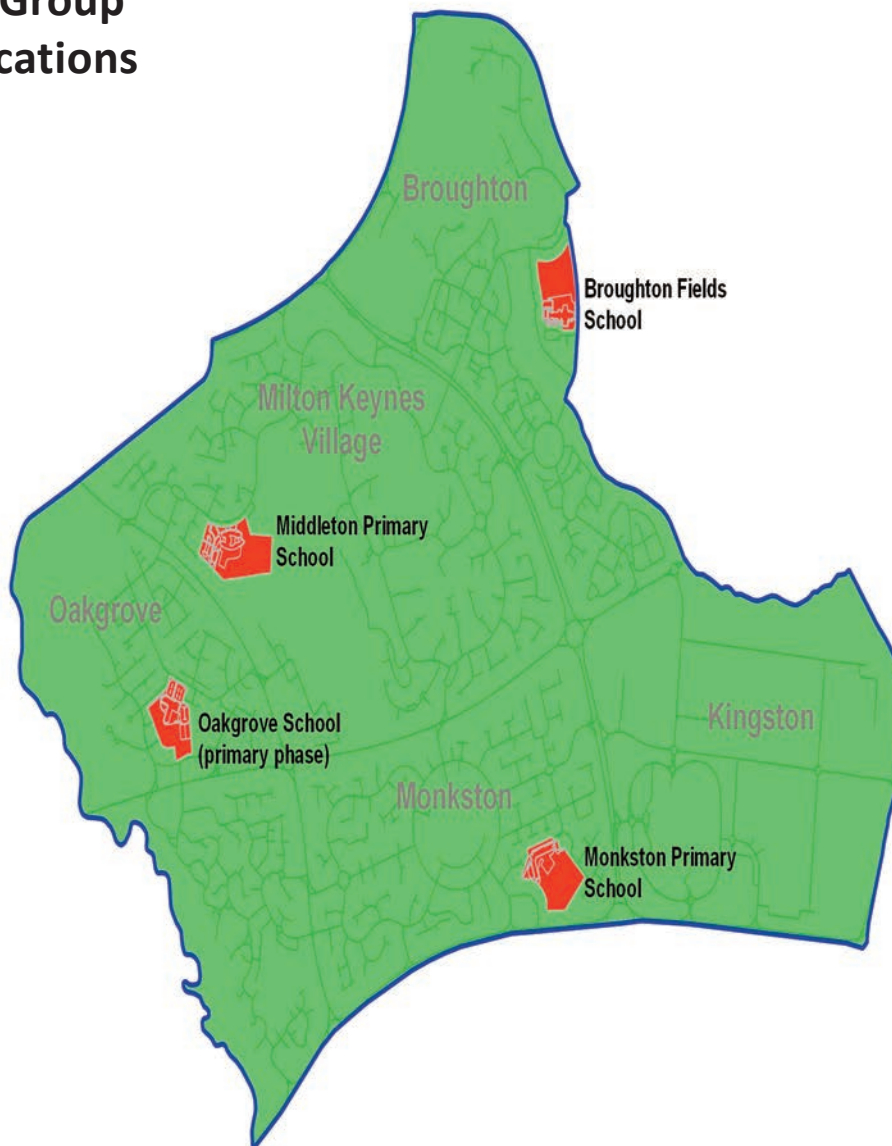 Group
cations
Broughton
Broughton Fields
School
Milton Keynes
Village
Middleton Primary
School
Oakgrove
Oakgrove School
(primary phase)
Kingston
Monkston
Monkston Primary
School